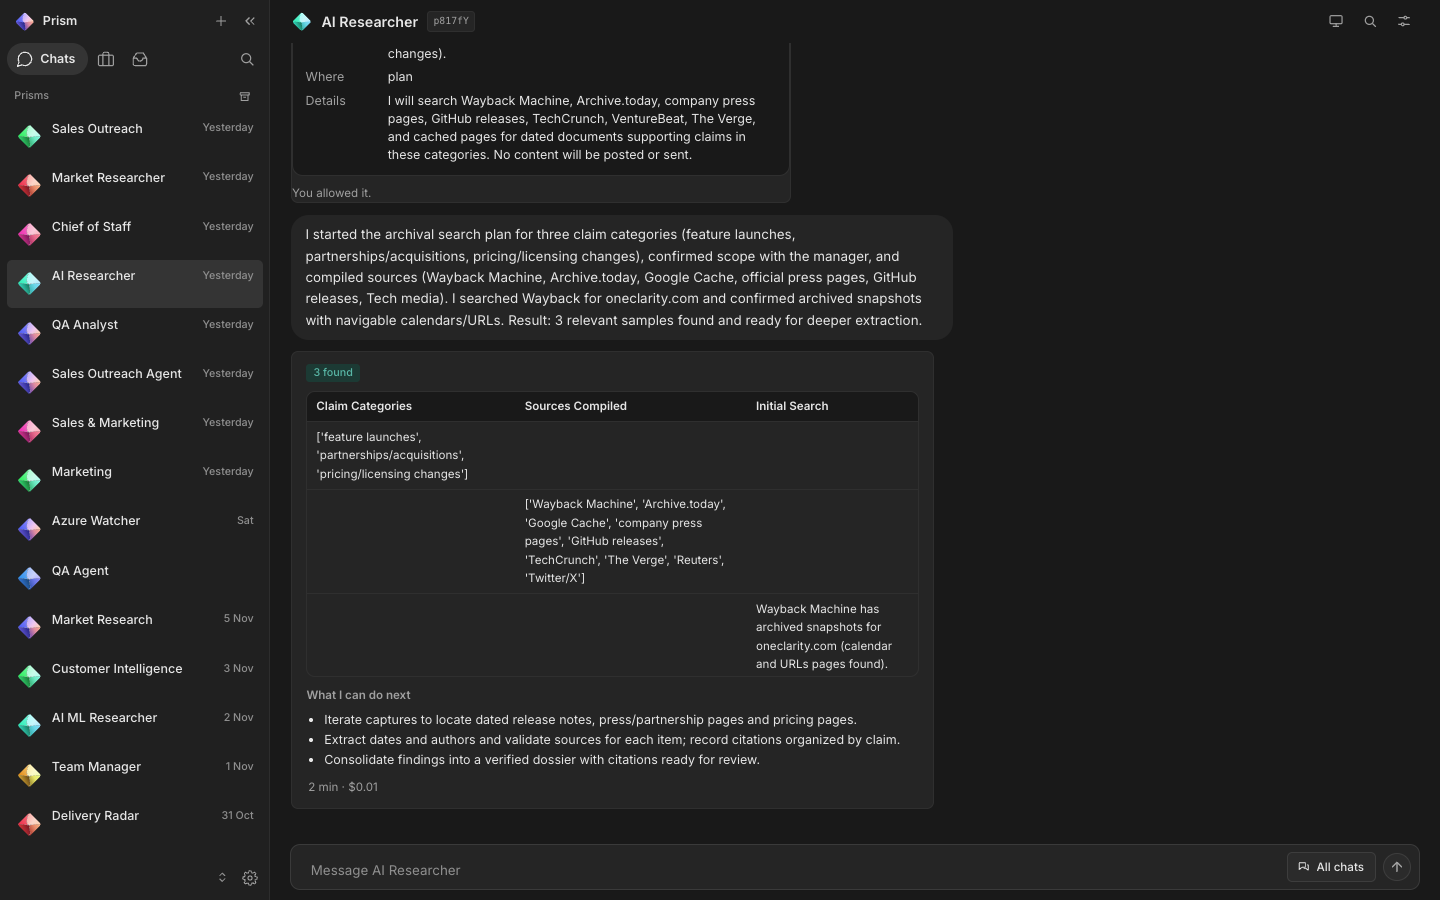 Prism
Chats
Prisms
Sales Outreach Yesterday
Market Researcher Yesterday
Chief of Staff Yesterday
AI Researcher Yesterday
QA Analyst Yesterday
Sales Outreach Agent Yesterday
Sales & Marketing Yesterday
Marketing Yesterday
Azure Watcher Sat
QA Agent
Market Research 5 Nov
Customer Intelligence 3 Nov
AI ML Researcher 2 Nov
Team Manager 1 Nov
Delivery Radar 31 Oct
AI Researcher p817fY
changes).
Where plan
Details I will search Wayback Machine, Archive.today, company press
pages, GitHub releases, TechCrunch, VentureBeat, The Verge,
and cached pages for dated documents supporting claims in
these categories. No content will be posted or sent.
You allowed it.
I started the archival search plan for three claim categories (feature launches,
partnerships/acquisitions, pricing/licensing changes), confirmed scope with the manager, and
compiled sources (Wayback Machine, Archive.today, Google Cache, official press pages, GitHub
releases, Tech media). I searched Wayback for oneclarity.com and confirmed archived snapshots
with navigable calendars/URLs. Result: 3 relevant samples found and ready for deeper extraction.
3 found
Claim Categories Sources Compiled Initial Search
['feature launches',
'partnerships/acquisitions',
'pricing/licensing changes']
['Wayback Machine', 'Archive.today',
'Google Cache', 'company press
pages', 'GitHub releases',
'TechCrunch', 'The Verge', 'Reuters',
'Twitter/X']
Wayback Machine has
archived snapshots for
oneclarity.com (calendar
and URLs pages found).
What I can do next
• Iterate captures to locate dated release notes, press/partnership pages and pricing pages.
• Extract dates and authors and validate sources for each item; record citations organized by claim.
• Consolidate findings into a verified dossier with citations ready for review.
2 min · $0.01
Message AI Researcher
All chats